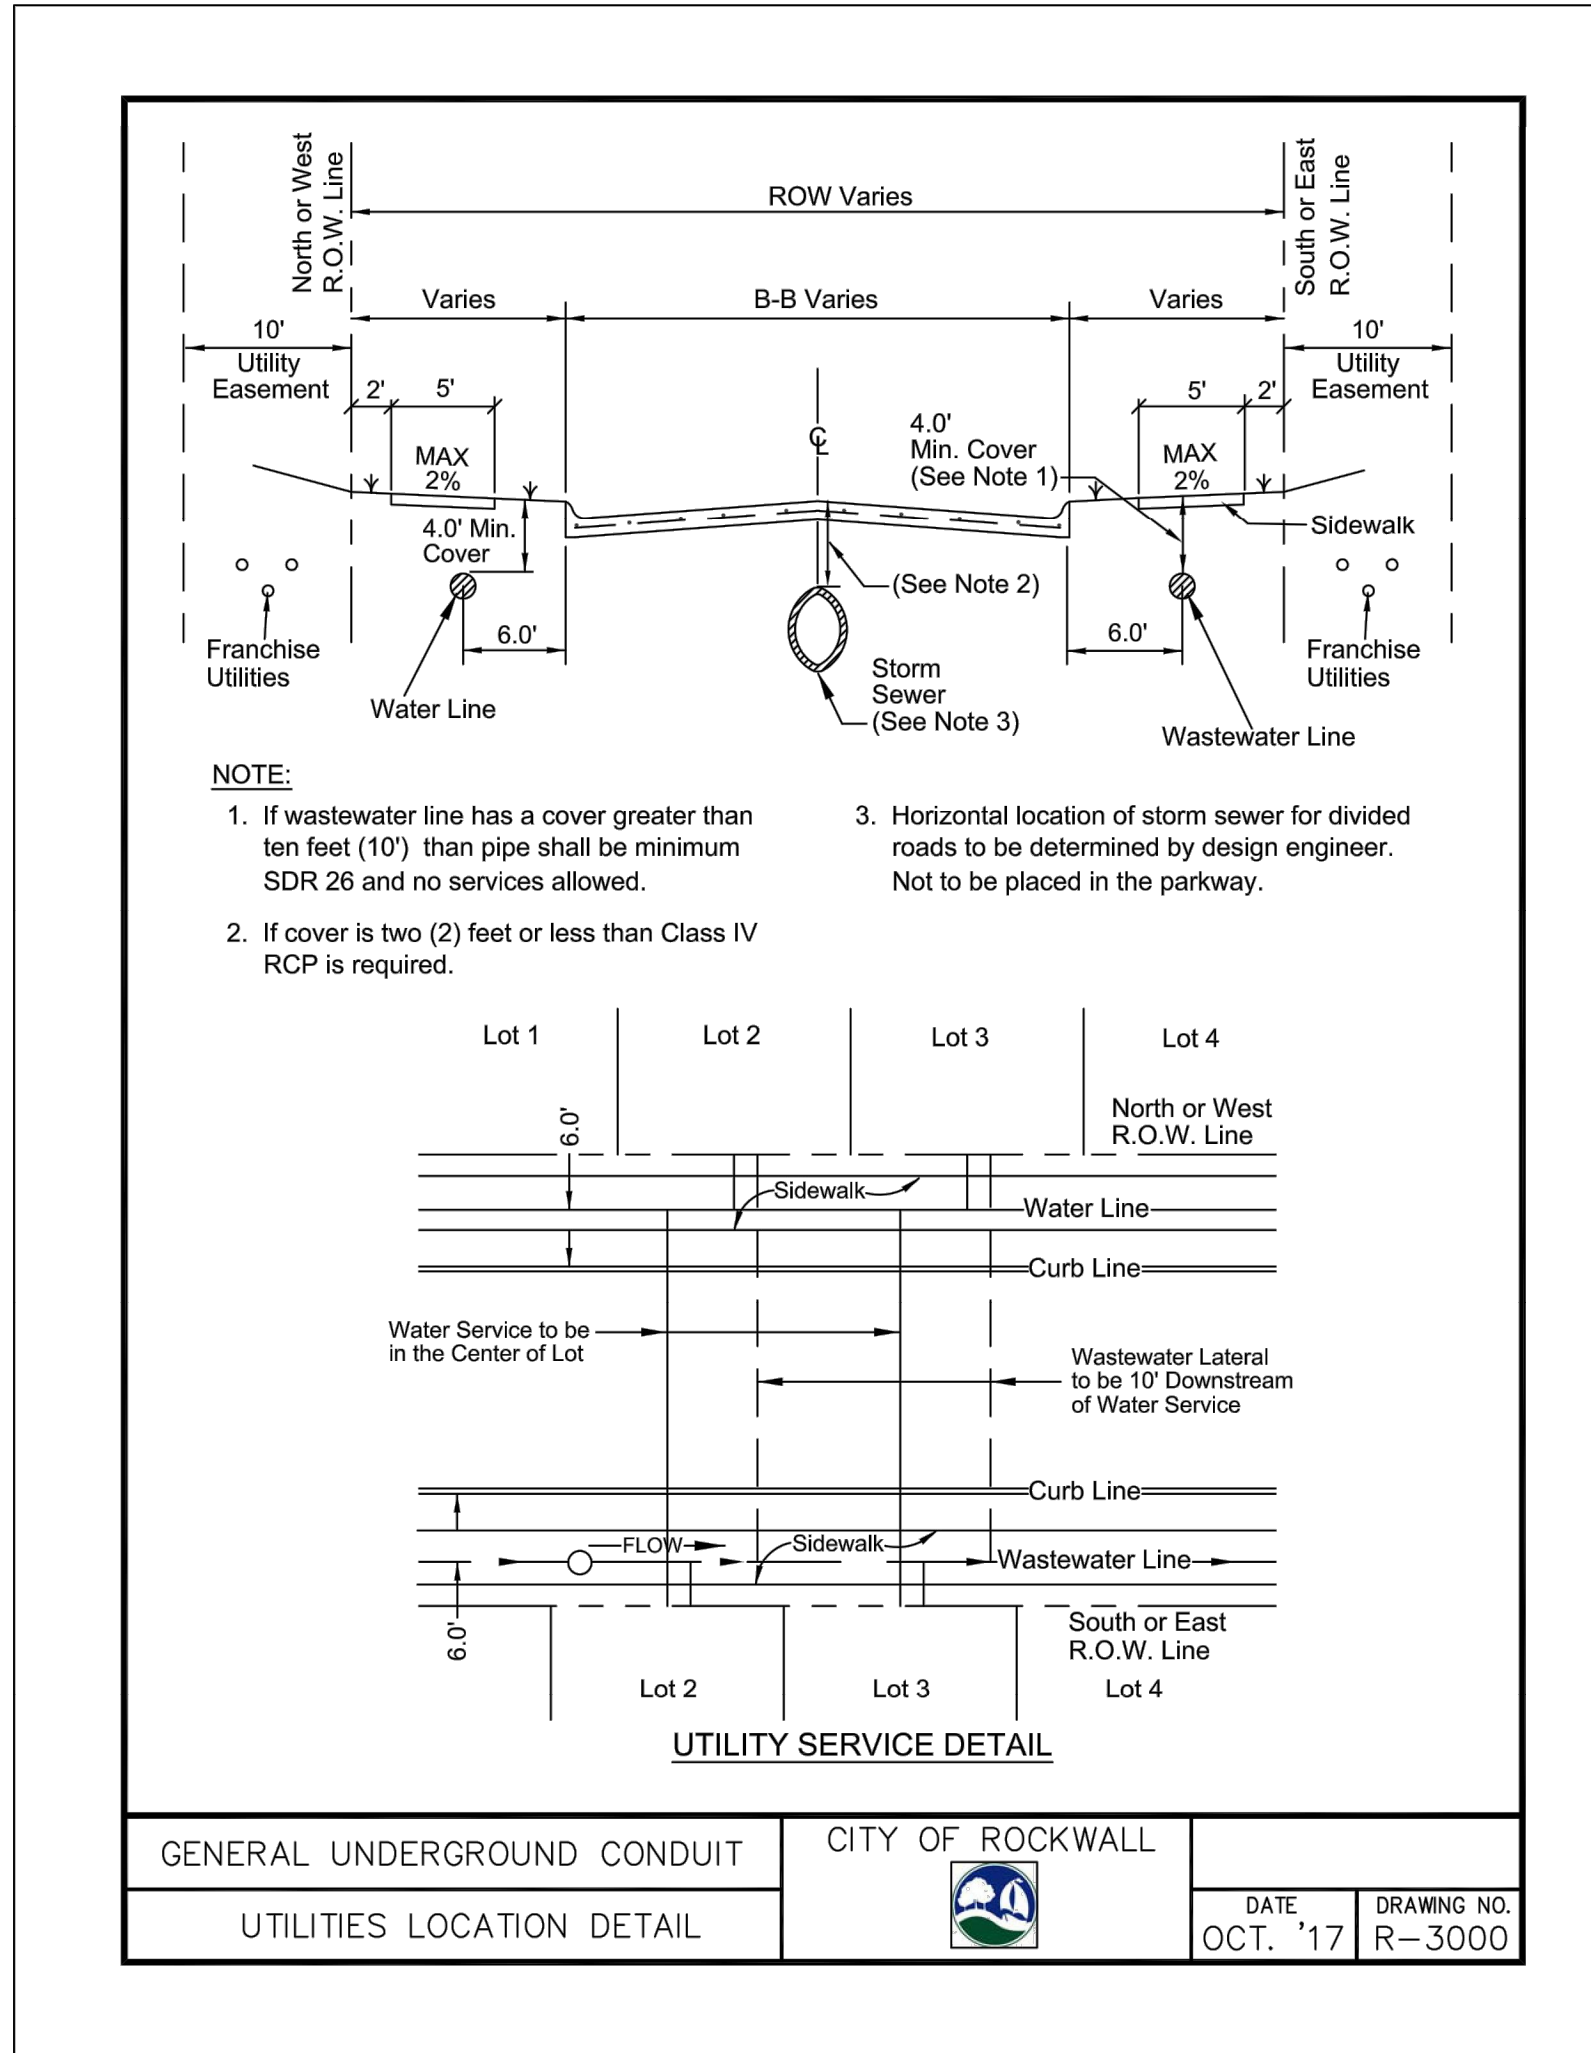 North or West
R.O.W. Line
ROW Varies
South or East
R.O.W. Line
Varies
B-B Varies
Varies
10'
Utility
Easement
10'
Utility
Easement
2'
5'
5'
2'
MAX
2%
℄
4.0'
Min. Cover
(See Note 1)
MAX
2%
4.0' Min.
Cover
Sidewalk
(See Note 2)
6.0'
6.0'
Franchise
Utilities
Water Line
Storm
Sewer
(See Note 3)
Franchise
Utilities
Wastewater Line
NOTE:
1. If wastewater line has a cover greater than
ten feet (10') than pipe shall be minimum
SDR 26 and no services allowed.
2. If cover is two (2) feet or less than Class IV
RCP is required.
3. Horizontal location of storm sewer for divided
roads to be determined by design engineer.
Not to be placed in the parkway.
Lot 1
Lot 2
Lot 3
Lot 4
6.0'
North or West
R.O.W. Line
Sidewalk
Water Line
Curb Line
Water Service to be
in the Center of Lot
Wastewater Lateral
to be 10' Downstream
of Water Service
Curb Line
FLOW
Sidewalk
Wastewater Line
6.0'
South or East
R.O.W. Line
Lot 2
Lot 3
Lot 4
UTILITY SERVICE DETAIL
GENERAL UNDERGROUND CONDUIT
UTILITIES LOCATION DETAIL
CITY OF ROCKWALL
DATE
OCT. '17
DRAWING NO.
R-3000